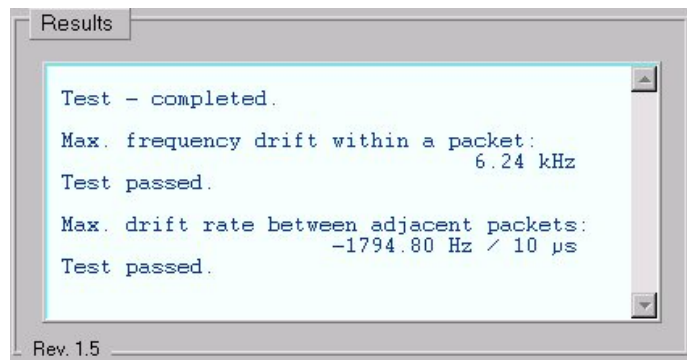 Results
Test – completed.
Max. frequency drift within a packet:
6.24 kHz
Test passed.
Max. drift rate between adjacent packets:
–1794.80 Hz / 10 µs
Test passed.
Rev. 1.5